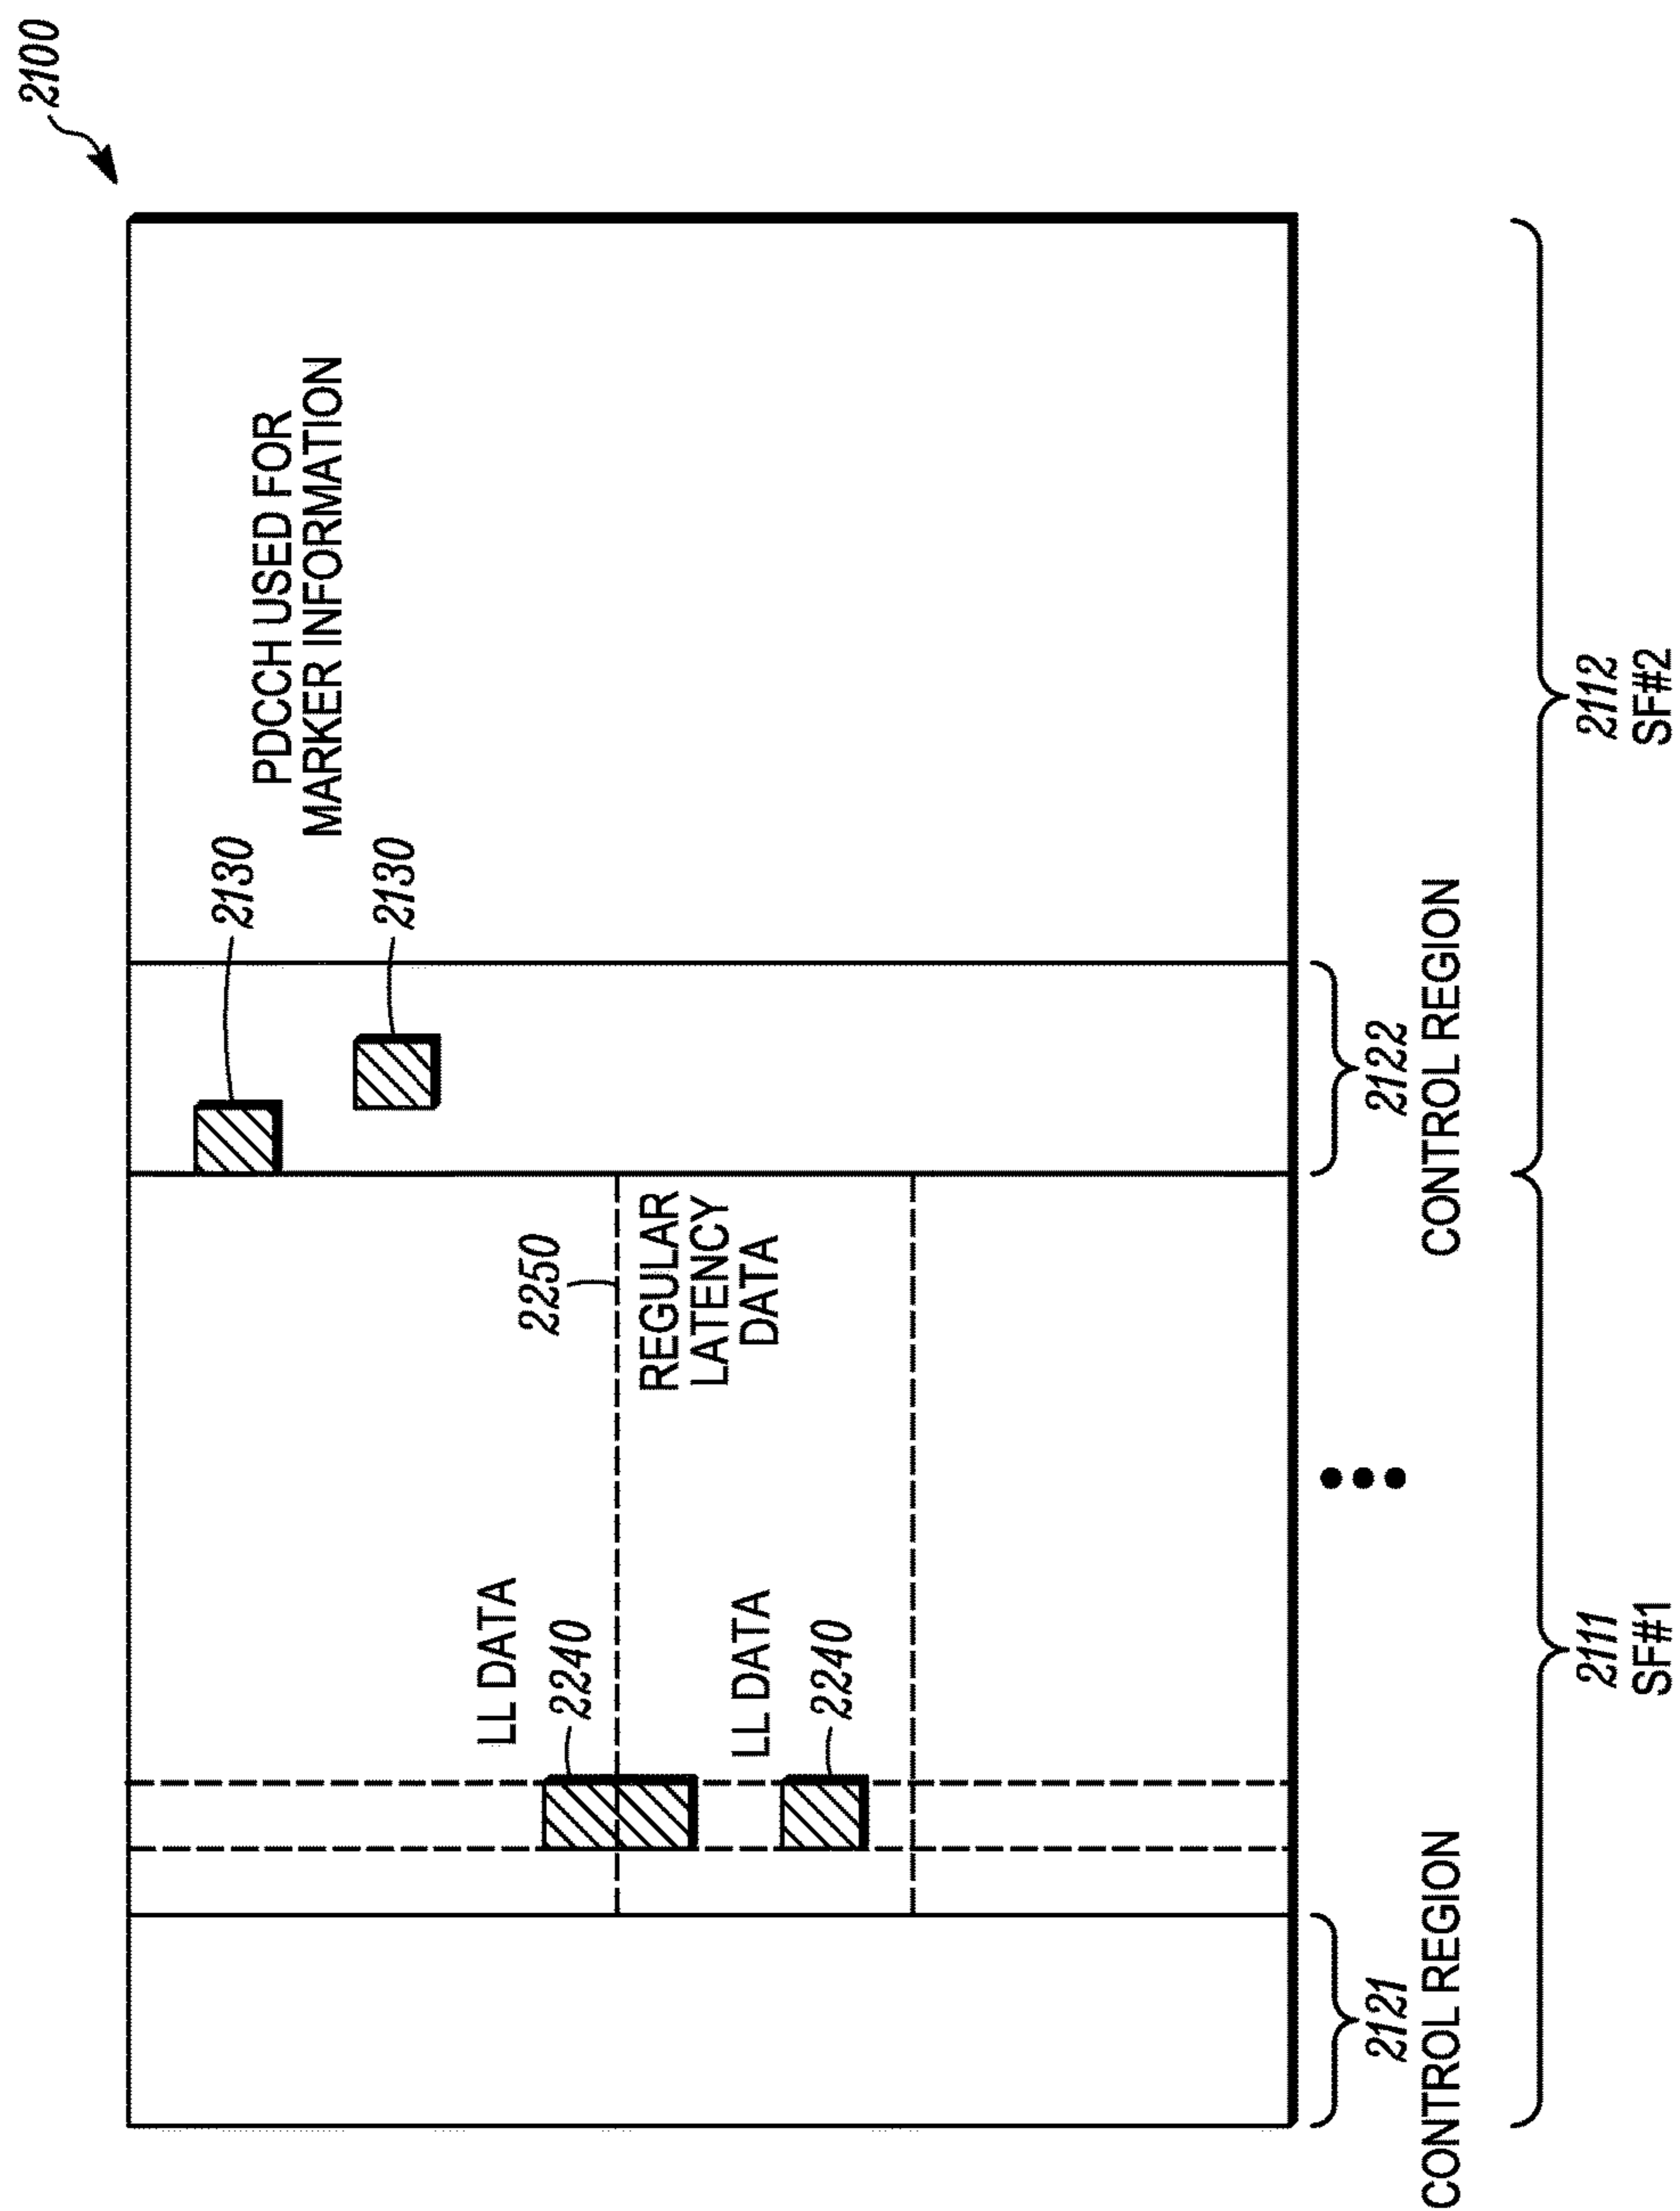 2100
PDCCH USED FOR
MARKER INFORMATION
2130
2130
2250
REGULAR
LATENCY
DATA
LL DATA
2240
LL DATA
2240
2121
CONTROL REGION
2122
CONTROL REGION
2111
SF#1
2112
SF#2